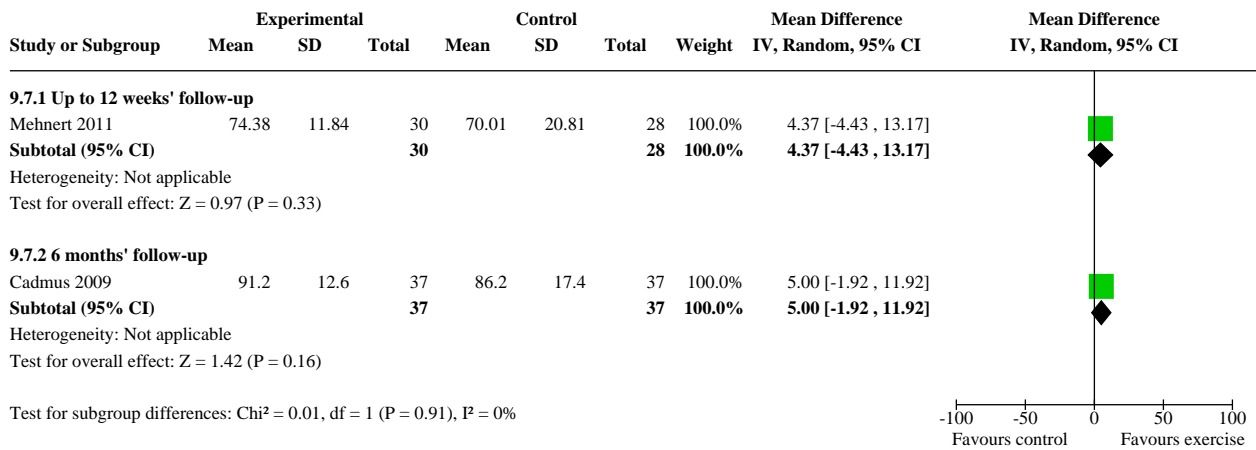 Experimental Control Mean Difference Mean Difference
Study or Subgroup Mean SD Total Mean SD Total Weight IV, Random, 95% CI IV, Random, 95% CI
9.7.1 Up to 12 weeks' follow-up
Mehnert 2011 74.38 11.84 30 70.01 20.81 28 100.0% 4.37 [-4.43 , 13.17]
Subtotal (95% CI) 30 28 100.0% 4.37 [-4.43 , 13.17]
Heterogeneity: Not applicable
Test for overall effect: Z = 0.97 (P = 0.33)
9.7.2 6 months' follow-up
Cadmus 2009 91.2 12.6 37 86.2 17.4 37 100.0% 5.00 [-1.92 , 11.92]
Subtotal (95% CI) 37 37 100.0% 5.00 [-1.92 , 11.92]
Heterogeneity: Not applicable
Test for overall effect: Z = 1.42 (P = 0.16)
Test for subgroup differences: Chi² = 0.01, df = 1 (P = 0.91), I² = 0%
-100 -50 0 50 100
Favours control Favours exercise